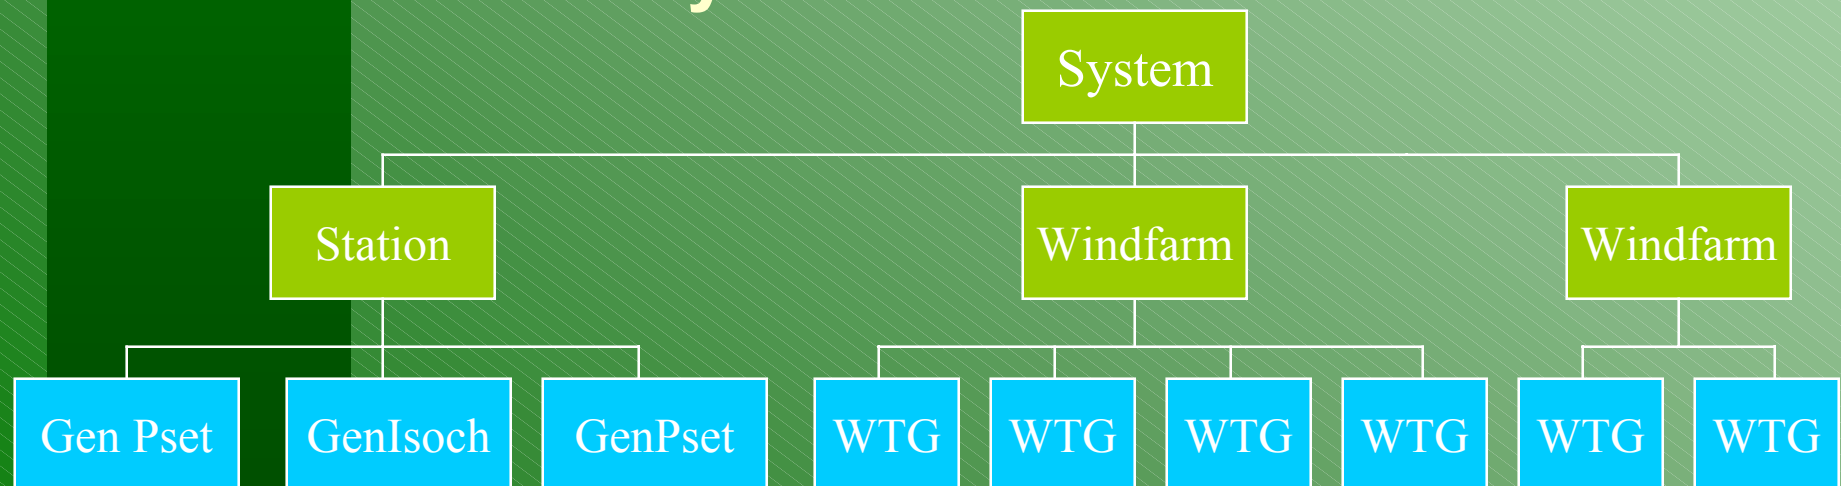 System
Station
Windfarm
Windfarm
Gen Pset
GenIsoch
GenPset
WTG
WTG
WTG
WTG
WTG
WTG